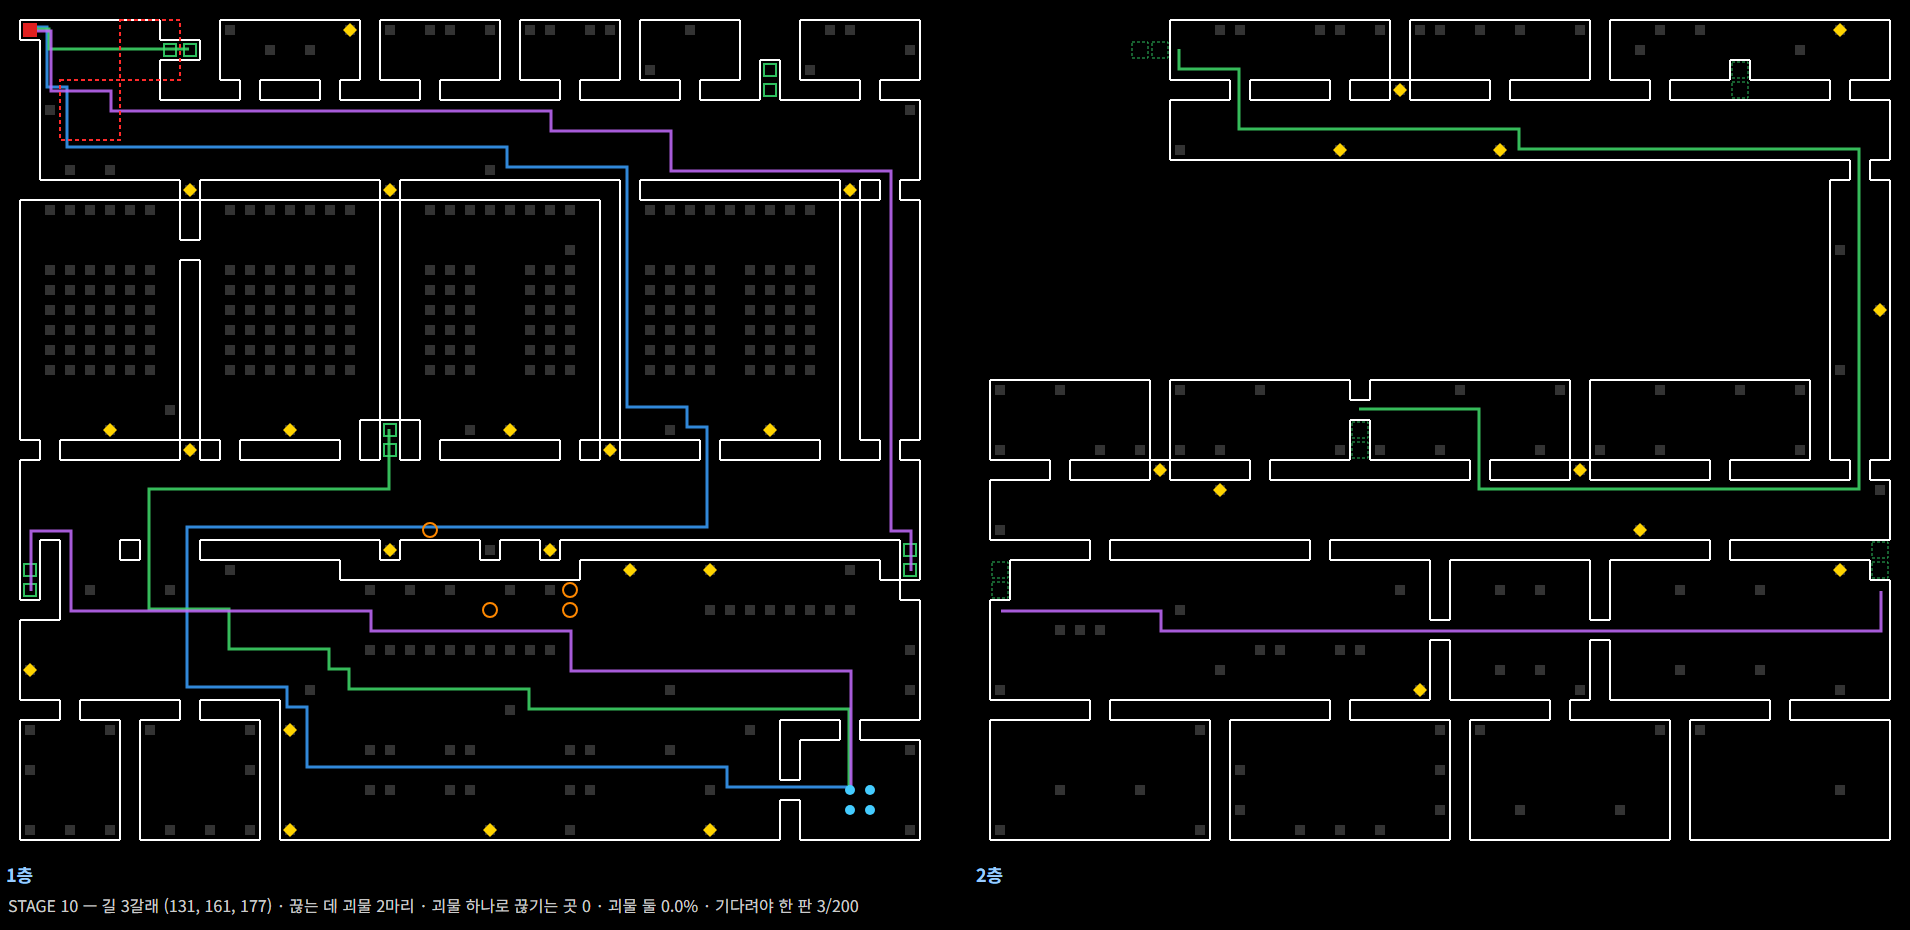 1층
2층
STAGE 10 — 길 3갈래 (131, 161, 177) · 끊는 데 괴물 2마리 · 괴물 하나로 끊기는 곳 0 · 괴물 둘 0.0% · 기다려야 한 판 3/200